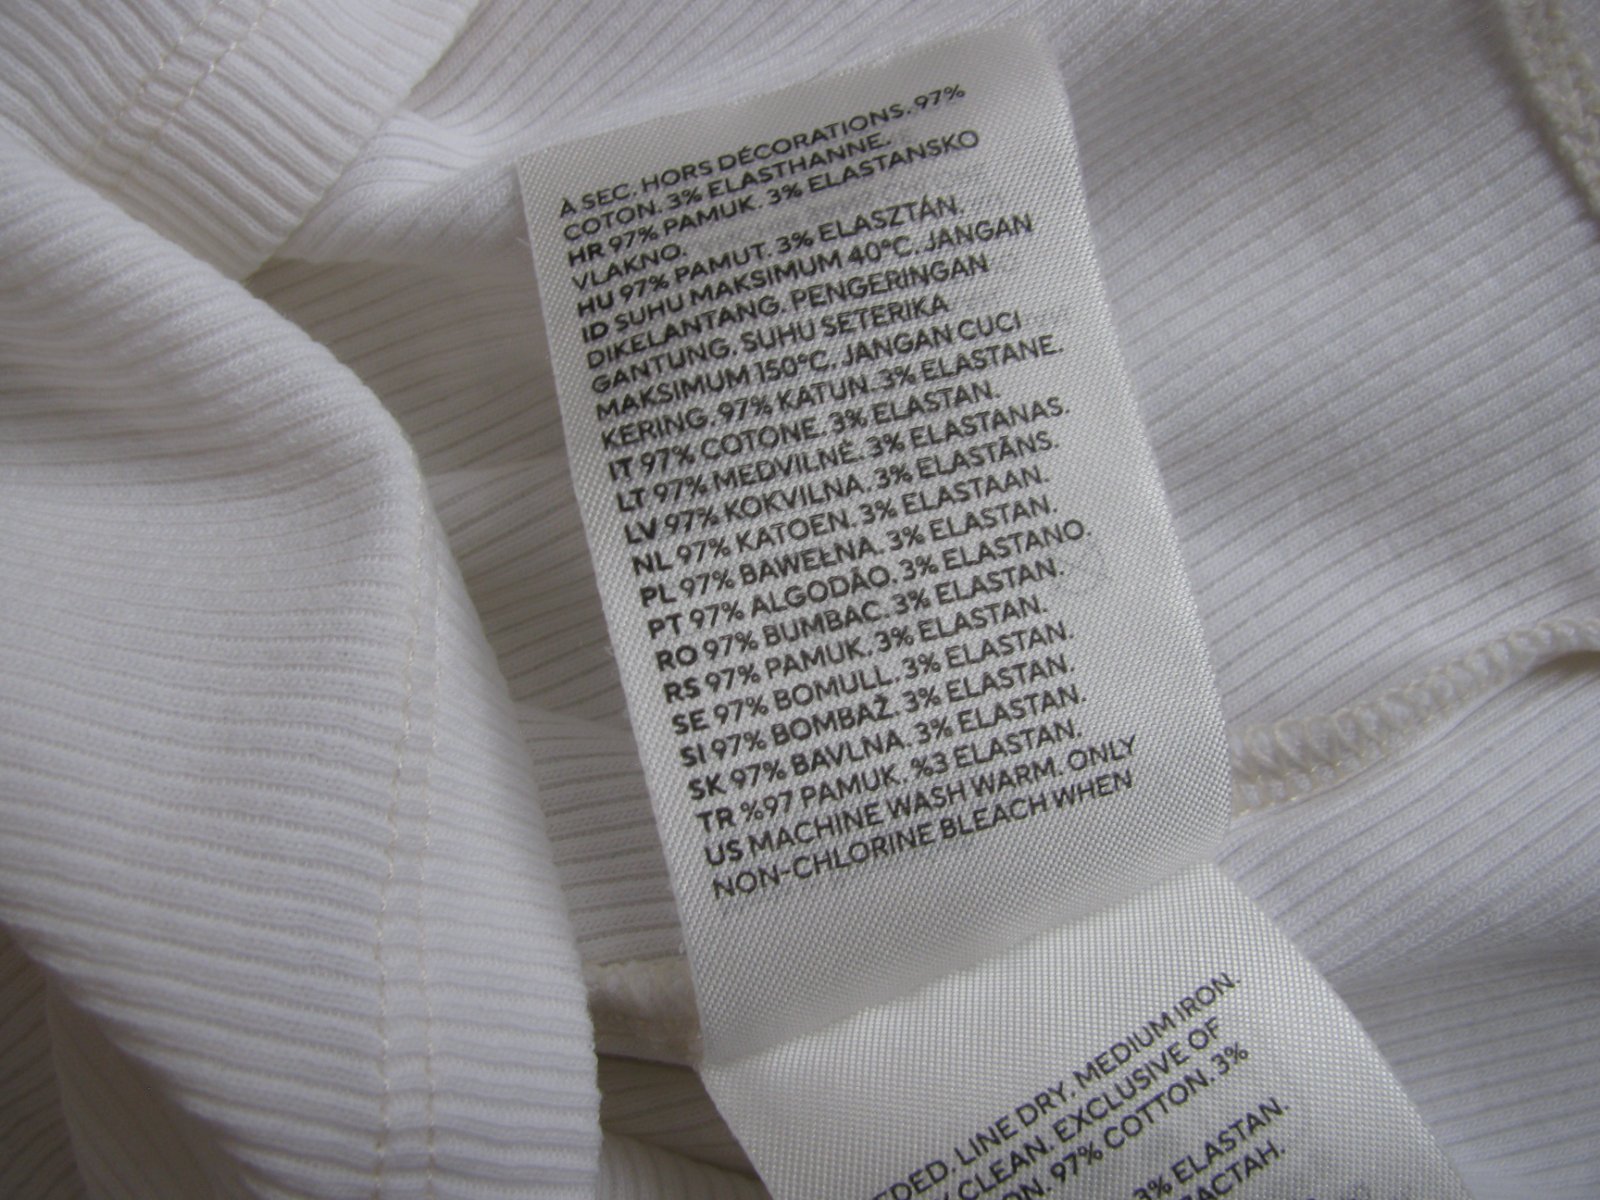 À SEC. HORS DÉCORATIONS. 97%
COTON. 3% ELASTHANNE.
HR 97% PAMUK. 3% ELASTANSKO
VLAKNO.
HU 97% PAMUT. 3% ELASZTÁN.
ID SUHU MAKSIMUM 40°C. JANGAN
DIKELANTANG. PENGERINGAN
GANTUNG. SUHU SETERIKA
MAKSIMUM 150°C. JANGAN CUCI
KERING. 97% KATUN. 3% ELASTANE.
IT 97% COTONE. 3% ELASTAN.
LT 97% MEDVILNĖ. 3% ELASTANAS.
LV 97% KOKVILNA. 3% ELASTĀNS.
NL 97% KATOEN. 3% ELASTAAN.
PL 97% BAWEŁNA. 3% ELASTAN.
PT 97% ALGODÃO. 3% ELASTANO.
RO 97% BUMBAC. 3% ELASTAN.
RS 97% PAMUK. 3% ELASTAN.
SE 97% BOMULL. 3% ELASTAN.
SI 97% BOMBAŽ. 3% ELASTAN.
SK 97% BAVLNA. 3% ELASTAN.
TR %97 PAMUK. %3 ELASTAN.
US MACHINE WASH WARM. ONLY
NON-CHLORINE BLEACH WHEN
EDED. LINE DRY. MEDIUM IRON.
CLEAN. EXCLUSIVE OF
ON. 97% COTTON. 3%
3% ELASTAN.
АСТАН.